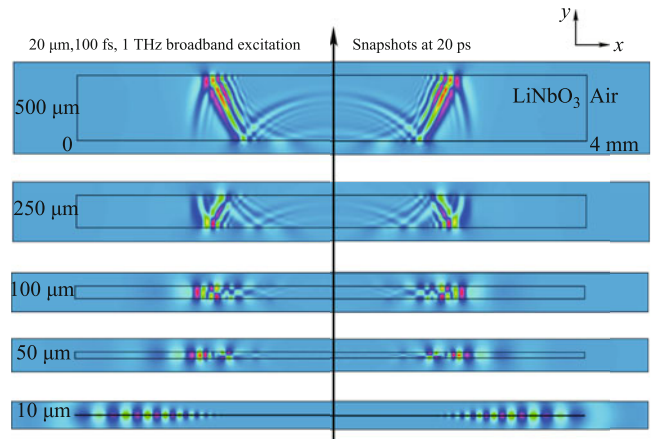 y
x
20 μm,100 fs, 1 THz broadband excitation
Snapshots at 20 ps
500 μm
0
LiNbO3 Air
4 mm
250 μm
100 μm
50 μm
10 μm